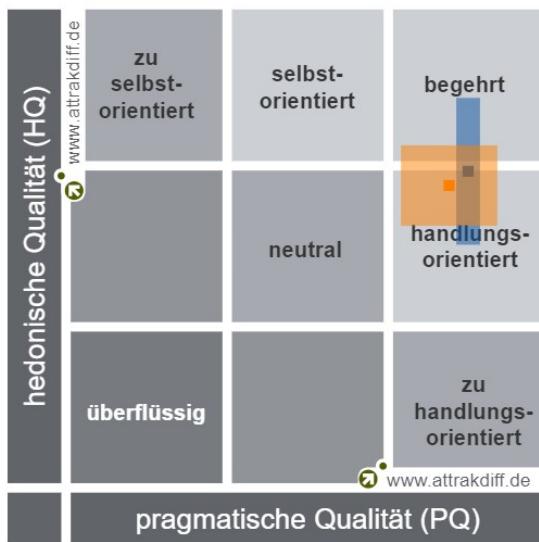 hedonische Qualität (HQ)
www.attrakdiff.de
zu
selbst-
orientiert
selbst-
orientiert
begehrt
neutral
handlungs-
orientiert
überflüssig
zu
handlungs-
orientiert
www.attrakdiff.de
pragmatische Qualität (PQ)